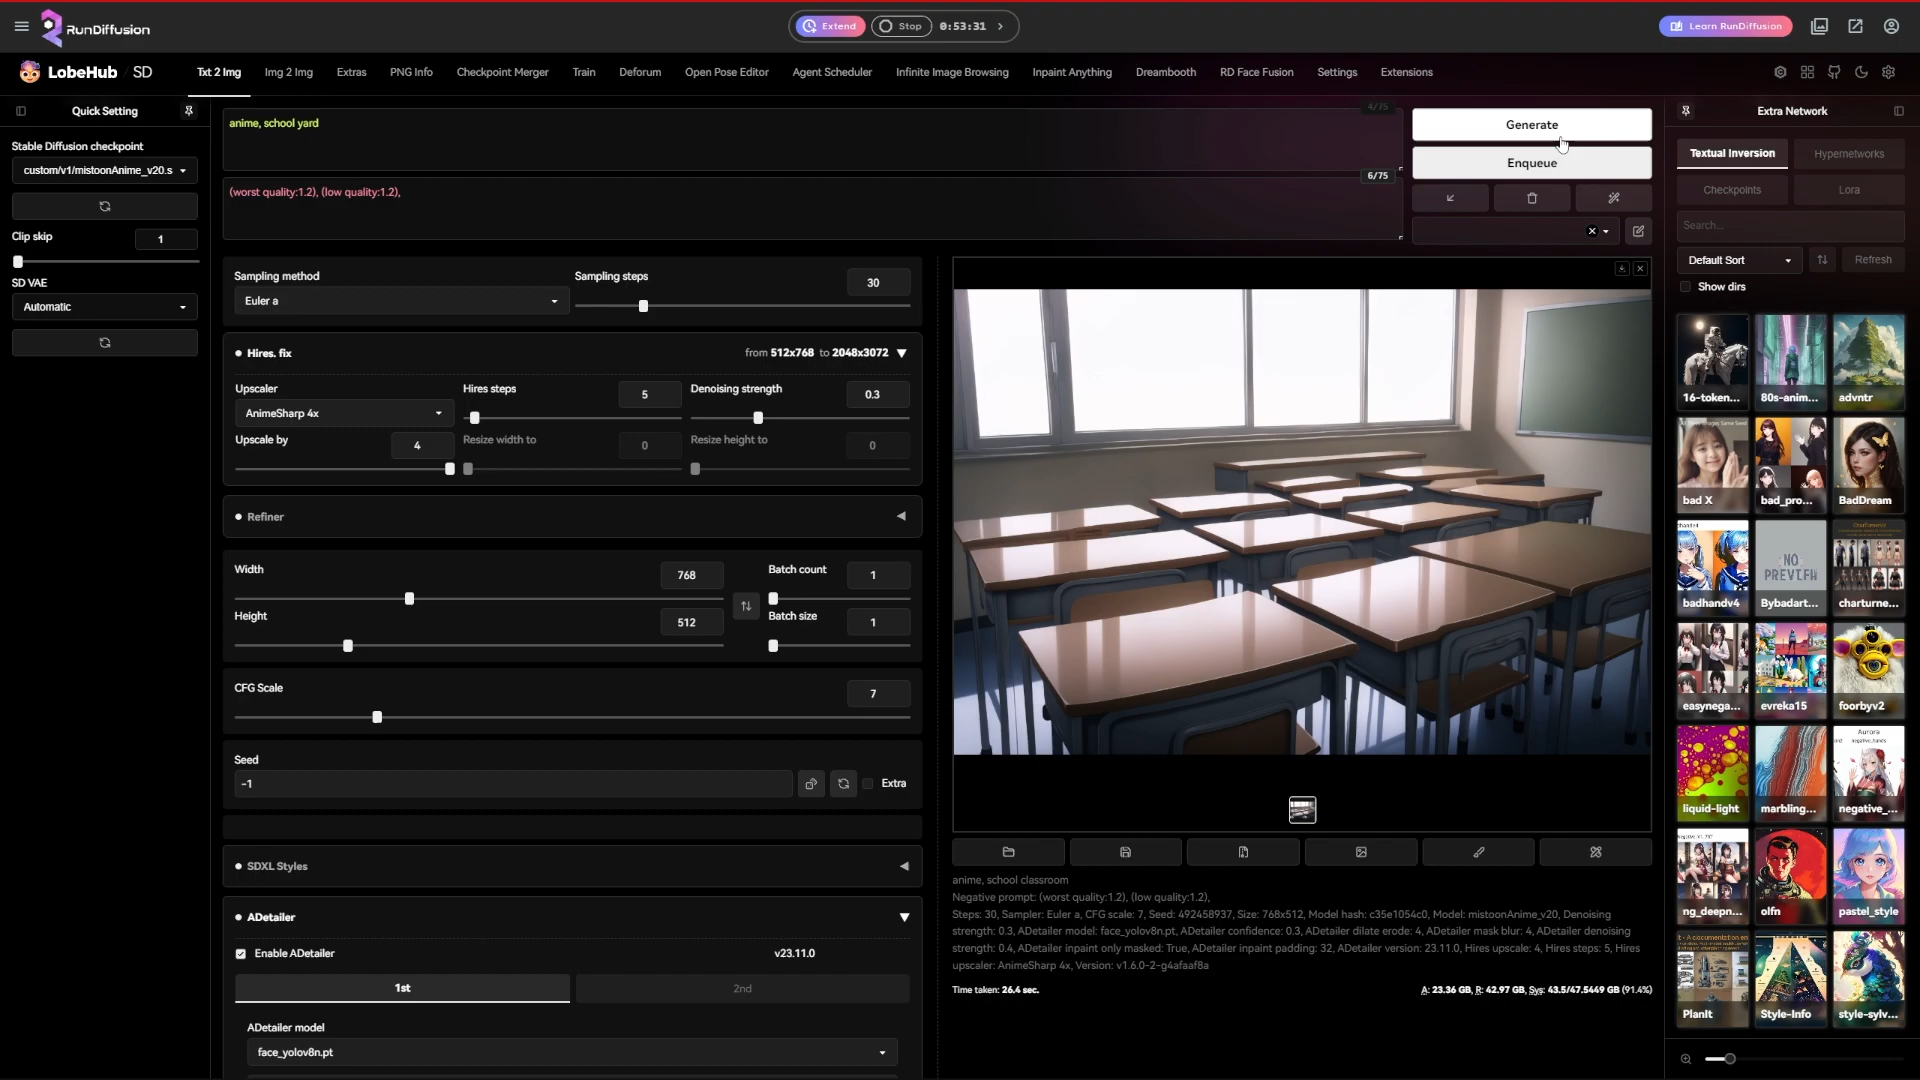 RunDiffusion
Extend
Stop
0:53:31
Learn RunDiffusion
LobeHub / SD
Txt 2 Img
Img 2 Img
Extras
PNG Info
Checkpoint Merger
Train
Deforum
Open Pose Editor
Agent Scheduler
Infinite Image Browsing
Inpaint Anything
Dreambooth
RD Face Fusion
Settings
Extensions
Quick Setting
Stable Diffusion checkpoint
custom/v1/mistoonAnime_v20.s
Clip skip
1
SD VAE
Automatic
4/75
anime, school yard
6/75
(worst quality:1.2), (low quality:1.2),
Generate
Enqueue
Sampling method
Euler a
Sampling steps
30
Hires. fix
from 512x768 to 2048x3072
Upscaler
AnimeSharp 4x
Hires steps
5
Denoising strength
0.3
Upscale by
4
Resize width to
0
Resize height to
0
Refiner
Width
768
Height
512
Batch count
1
Batch size
1
CFG Scale
7
Seed
-1
Extra
SDXL Styles
ADetailer
Enable ADetailer
v23.11.0
1st
2nd
ADetailer model
face_yolov8n.pt
anime, school classroom
Negative prompt: (worst quality:1.2), (low quality:1.2),
Steps: 30, Sampler: Euler a, CFG scale: 7, Seed: 492458937, Size: 768x512, Model hash: c35e1054c0, Model: mistoonAnime_v20, Denoising
strength: 0.3, ADetailer model: face_yolov8n.pt, ADetailer confidence: 0.3, ADetailer dilate erode: 4, ADetailer mask blur: 4, ADetailer denoising
strength: 0.4, ADetailer inpaint only masked: True, ADetailer inpaint padding: 32, ADetailer version: 23.11.0, Hires upscale: 4, Hires steps: 5, Hires
upscaler: AnimeSharp 4x, Version: v1.6.0-2-g4afaaf8a
Time taken: 26.4 sec.
A: 23.36 GB, R: 42.97 GB, Sys: 43.5/47.5449 GB (91.4%)
Extra Network
Textual Inversion
Hypernetworks
Checkpoints
Lora
Search...
Default Sort
Refresh
Show dirs
16-token...
80s-anim...
advntr
bad X
bad_pro...
BadDream
badhandv4
NO
Bybadart...
charturne...
easynega...
evreka15
foorbyv2
liquid-light
marbling...
Aurora
negative_...
ng_deepn...
olfn
pastel_style
PlanIt
Style-Info
style-sylv...